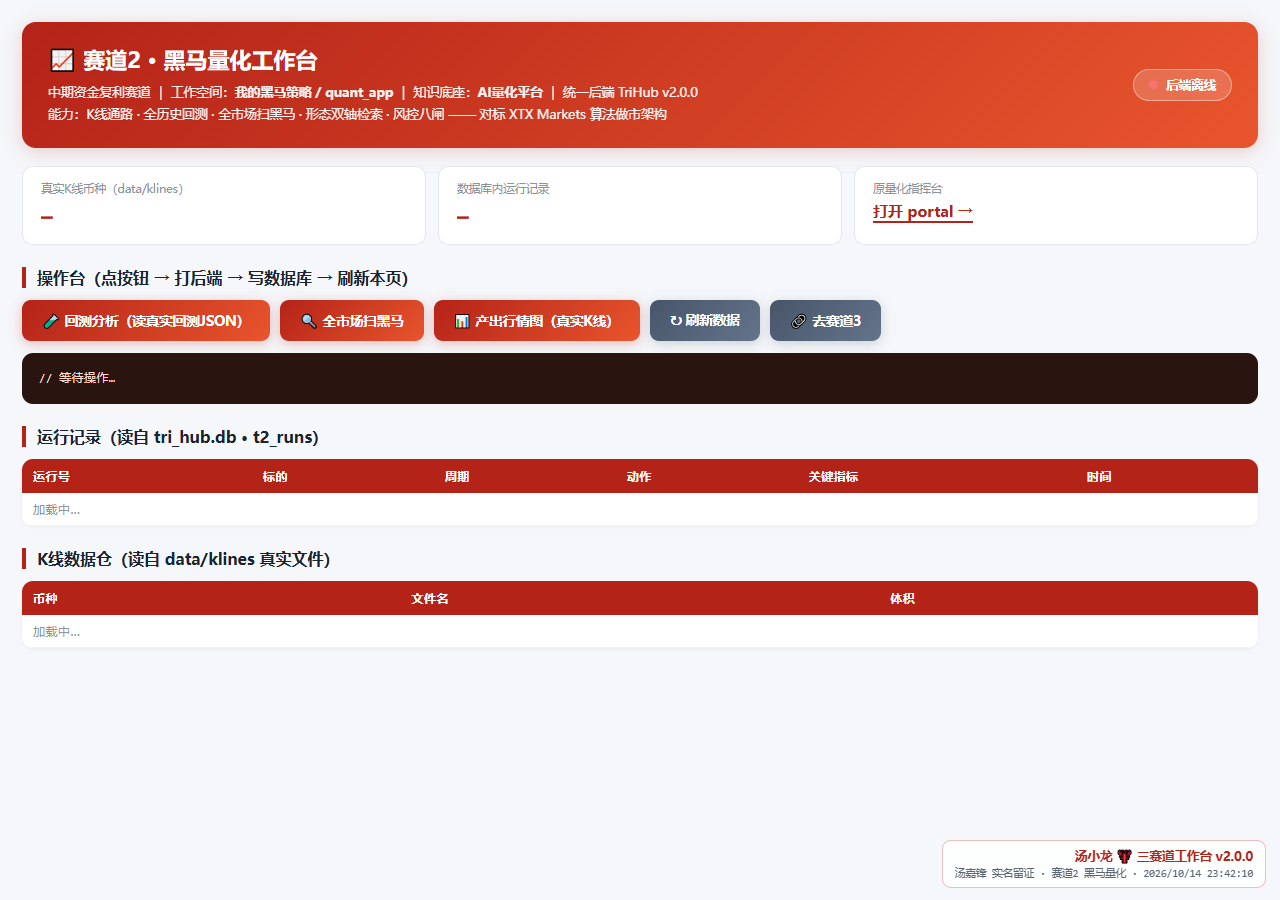 📈 赛道2 · 黑马量化工作台
中期资金复利赛道 | 工作空间：我的黑马策略 / quant_app | 知识底座：AI量化平台 | 统一后端 TriHub v2.0.0
能力：K线通路 · 全历史回测 · 全市场扫黑马 · 形态双轴检索 · 风控八闸 —— 对标 XTX Markets 算法做市架构
后端离线
真实K线币种（data/klines）
–
数据库内运行记录
–
原量化指挥台
打开 portal →
操作台（点按钮 → 打后端 → 写数据库 → 刷新本页）
🧪 回测分析（读真实回测JSON）
🔍 全市场扫黑马
📊 产出行情图（真实K线）
↻ 刷新数据
🔗 去赛道3
// 等待操作…
运行记录（读自 tri_hub.db · t2_runs）
运行号 标的 周期 动作 关键指标 时间
加载中…
K线数据仓（读自 data/klines 真实文件）
币种 文件名 体积
加载中…
汤小龙 三赛道工作台 v2.0.0
汤嘉锋 实名留证 · 赛道2 黑马量化 · 2026/10/14 23:42:10